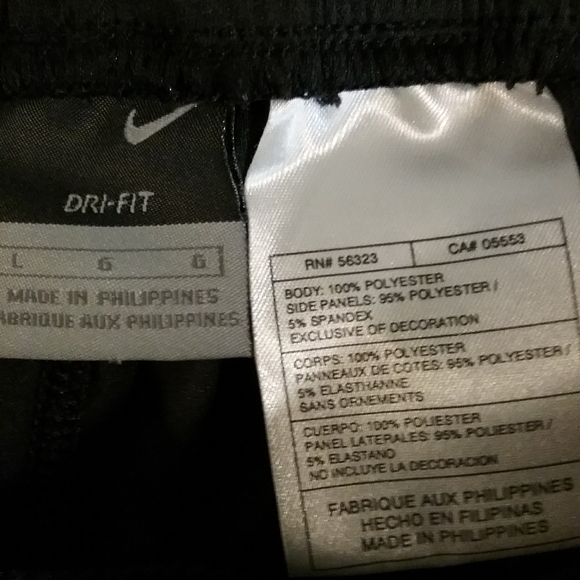 DRI-FIT
L G G
MADE IN PHILIPPINES
FABRIQUE AUX PHILIPPINES
RN# 56323 CA# 05553
BODY: 100% POLYESTER
SIDE PANELS: 95% POLYESTER /
5% SPANDEX
EXCLUSIVE OF DECORATION
CORPS: 100% POLYESTER
PANNEAUX DE COTES: 95% POLYESTER /
5% ELASTHANNE
SANS ORNEMENTS
CUERPO: 100% POLIESTER
PANEL LATERALES: 95% POLIESTER /
5% ELASTANO
NO INCLUYE LA DECORACION
FABRIQUE AUX PHILIPPINES
HECHO EN FILIPINAS
MADE IN PHILIPPINES